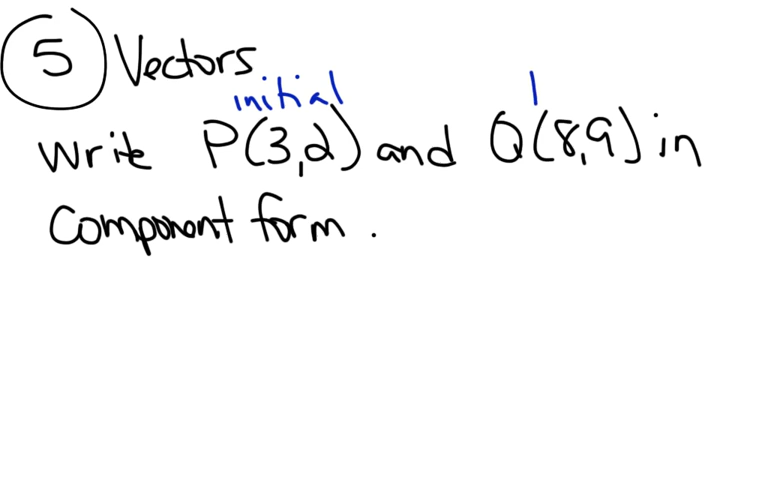 5 Vectors
initial
Write P(3,2) and Q(8,9) in
Component form.